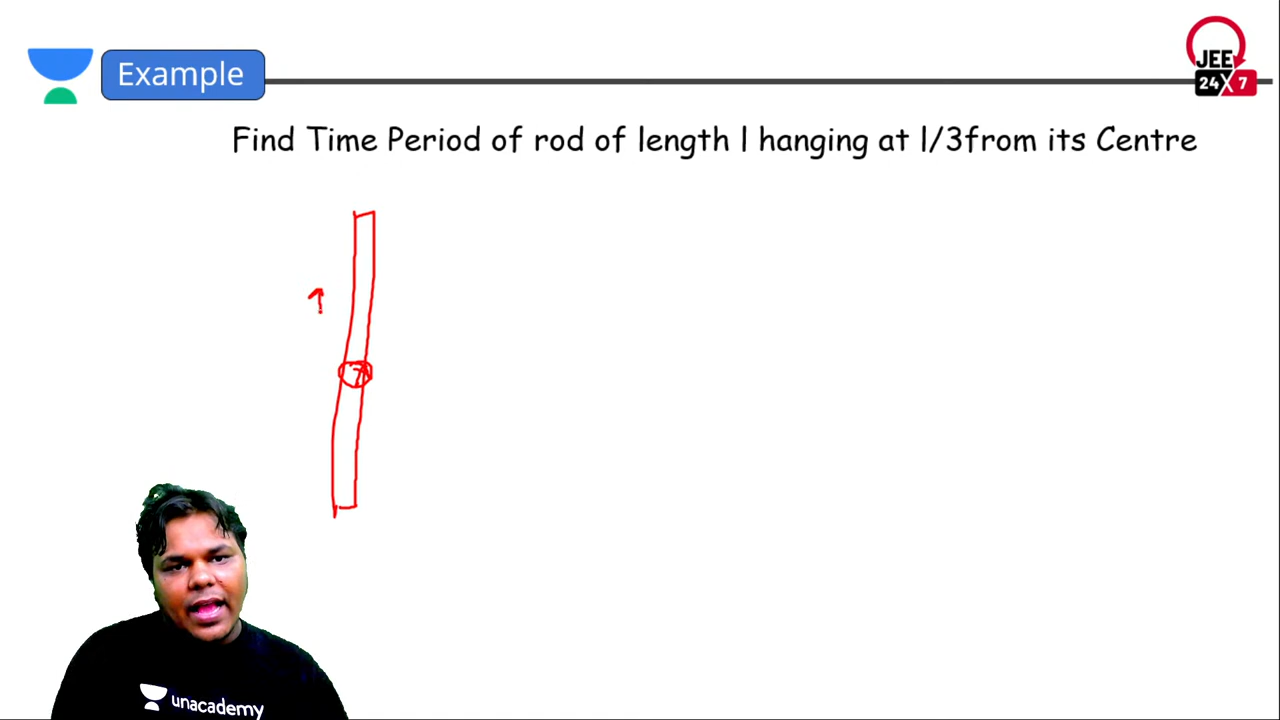 Example
JEE
24X7
Find Time Period of rod of length l hanging at l/3from its Centre
unacademy